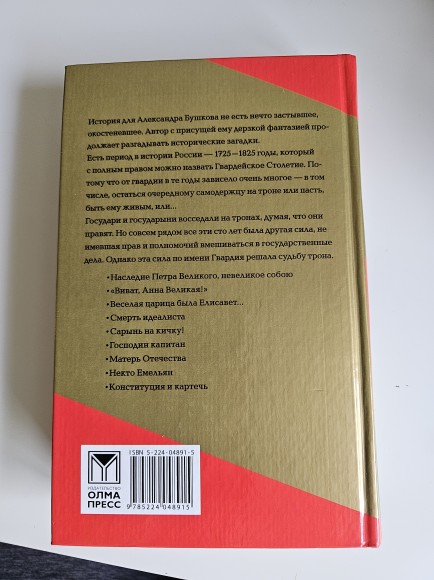 История для Александра Бушкова не есть нечто застывшее,
окостеневшее. Автор с присущей ему дерзкой фантазией про-
должает разгадывать исторические загадки.
Есть период в истории России — 1725—1825 годы, который
с полным правом можно назвать Гвардейское Столетие. По-
тому что от гвардии в те годы зависело очень многое — в том
числе, остаться очередному самодержцу на троне или пасть,
быть ему живым, или...
Государи и государыни восседали на тронах, думая, что они
правят. Но совсем рядом все эти сто лет была другая сила, не
имевшая прав и полномочий вмешиваться в государственные
дела. Однако эта сила по имени Гвардия решала судьбу трона.
•Наследие Петра Великого, невеликое собою
•«Виват, Анна Великая!»
•Веселая царица была Елисавет...
•Смерть идеалиста
•Сарынь на кичку!
•Господин капитан
•Матерь Отечества
•Некто Емельян
•Конституция и картечь
ИЗДАТЕЛЬСТВО
ОЛМА
ПРЕСС
ISBN 5-224-04891-5
9 785224 048915